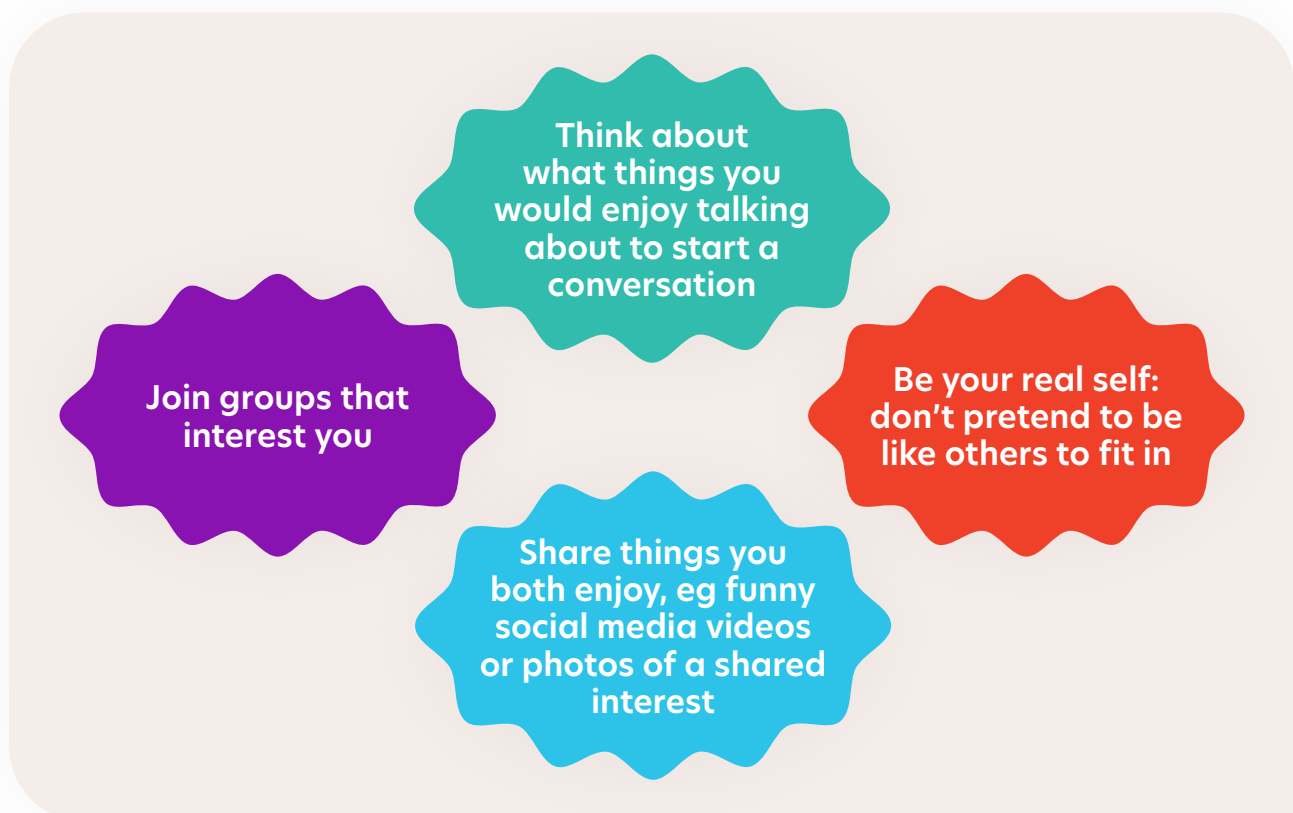 Think about
what things you
would enjoy talking
about to start a
conversation
Join groups that
interest you
Be your real self:
don’t pretend to be
like others to fit in
Share things you
both enjoy, eg funny
social media videos
or photos of a shared
interest